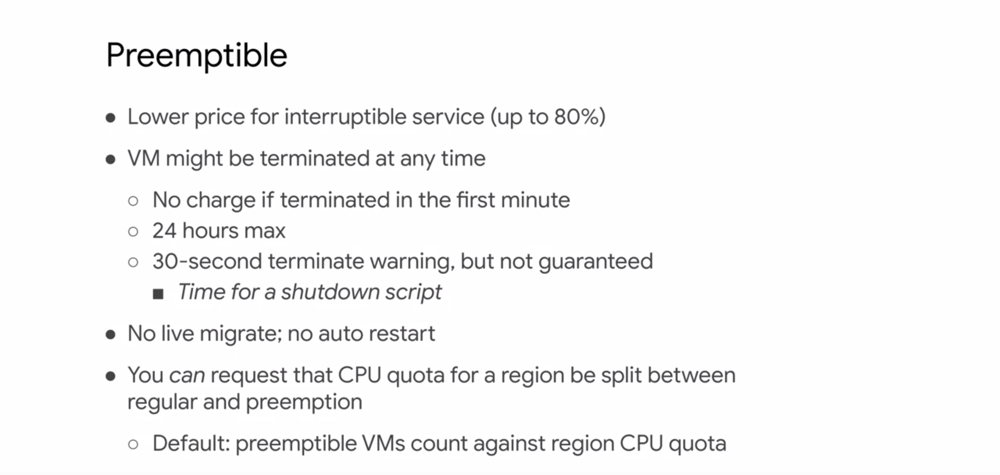 Preemptible
● Lower price for interruptible service (up to 80%)
● VM might be terminated at any time
○ No charge if terminated in the first minute
○ 24 hours max
○ 30-second terminate warning, but not guaranteed
■ Time for a shutdown script
● No live migrate; no auto restart
● You can request that CPU quota for a region be split between
regular and preemption
○ Default: preemptible VMs count against region CPU quota